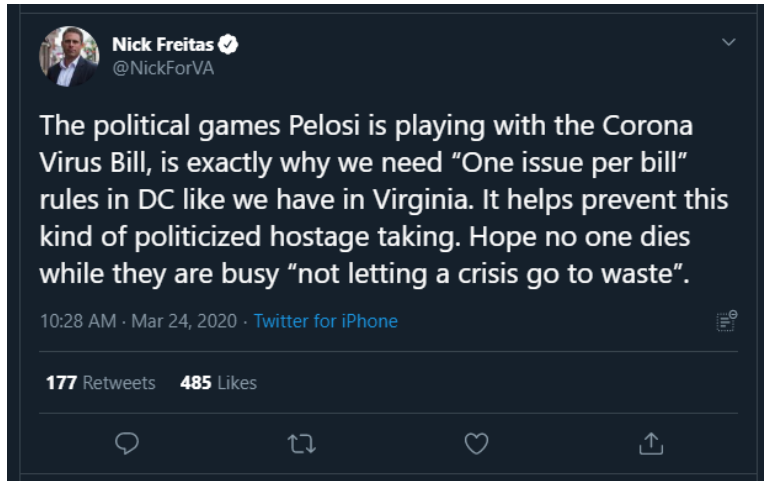 Nick Freitas
@NickForVA
The political games Pelosi is playing with the Corona
Virus Bill, is exactly why we need “One issue per bill”
rules in DC like we have in Virginia. It helps prevent this
kind of politicized hostage taking. Hope no one dies
while they are busy “not letting a crisis go to waste”.
10:28 AM · Mar 24, 2020 · Twitter for iPhone
177 Retweets 485 Likes